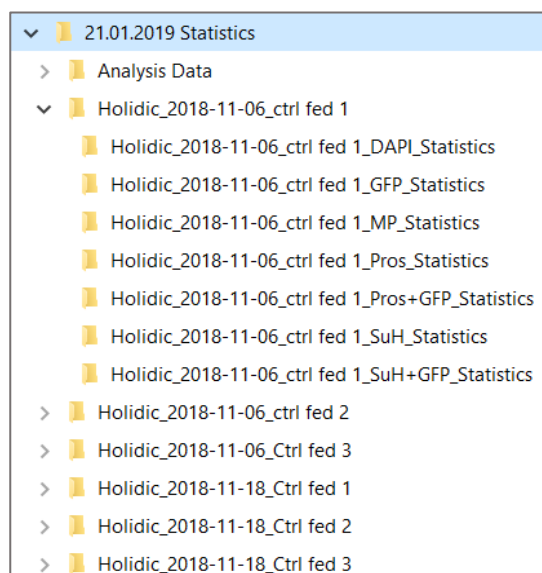 21.01.2019 Statistics
Analysis Data
Holidic_2018-11-06_ctrl fed 1
Holidic_2018-11-06_ctrl fed 1_DAPI_Statistics
Holidic_2018-11-06_ctrl fed 1_GFP_Statistics
Holidic_2018-11-06_ctrl fed 1_MP_Statistics
Holidic_2018-11-06_ctrl fed 1_Pros_Statistics
Holidic_2018-11-06_ctrl fed 1_Pros+GFP_Statistics
Holidic_2018-11-06_ctrl fed 1_SuH_Statistics
Holidic_2018-11-06_ctrl fed 1_SuH+GFP_Statistics
Holidic_2018-11-06_ctrl fed 2
Holidic_2018-11-06_Ctrl fed 3
Holidic_2018-11-18_Ctrl fed 1
Holidic_2018-11-18_Ctrl fed 2
Holidic_2018-11-18_Ctrl fed 3